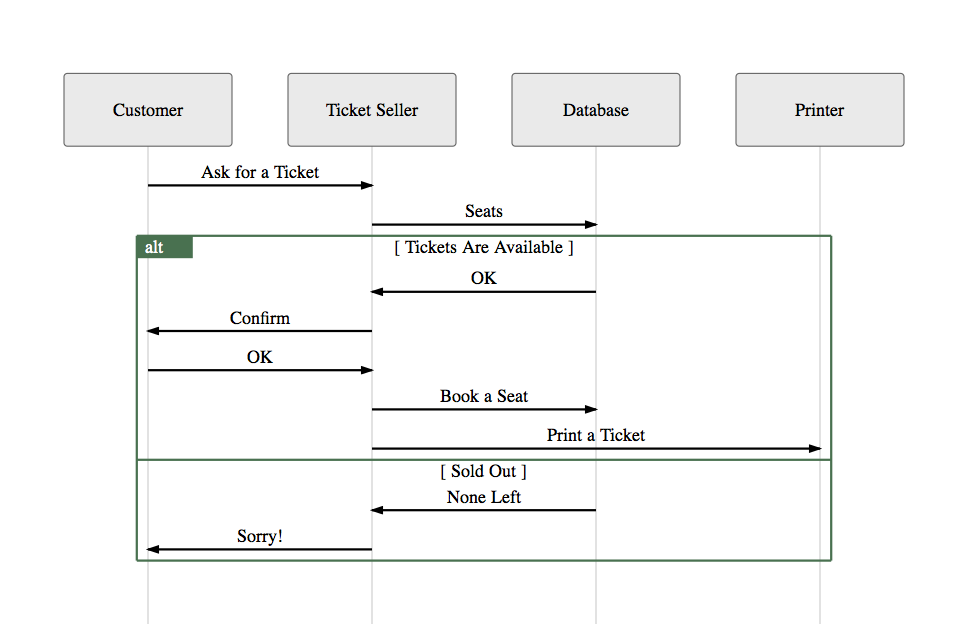 Customer
Ticket Seller
Database
Printer
Ask for a Ticket
Seats
alt
[ Tickets Are Available ]
OK
Confirm
OK
Book a Seat
Print a Ticket
[ Sold Out ]
None Left
Sorry!